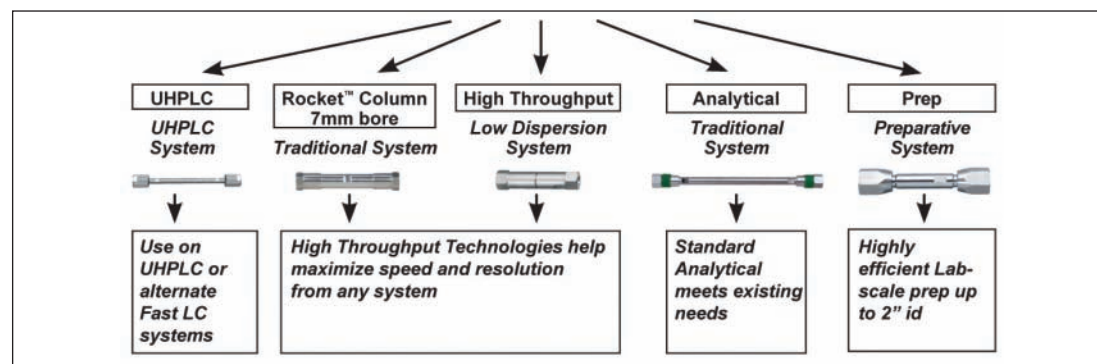 UHPLC
UHPLC
System
Rocket™ Column
7mm bore
Traditional System
High Throughput
Low Dispersion
System
Analytical
Traditional
System
Prep
Preparative
System
Use on
UHPLC or
alternate
Fast LC
systems
High Throughput Technologies help
maximize speed and resolution
from any system
Standard
Analytical
meets existing
needs
Highly
efficient Lab-
scale prep up
to 2” id